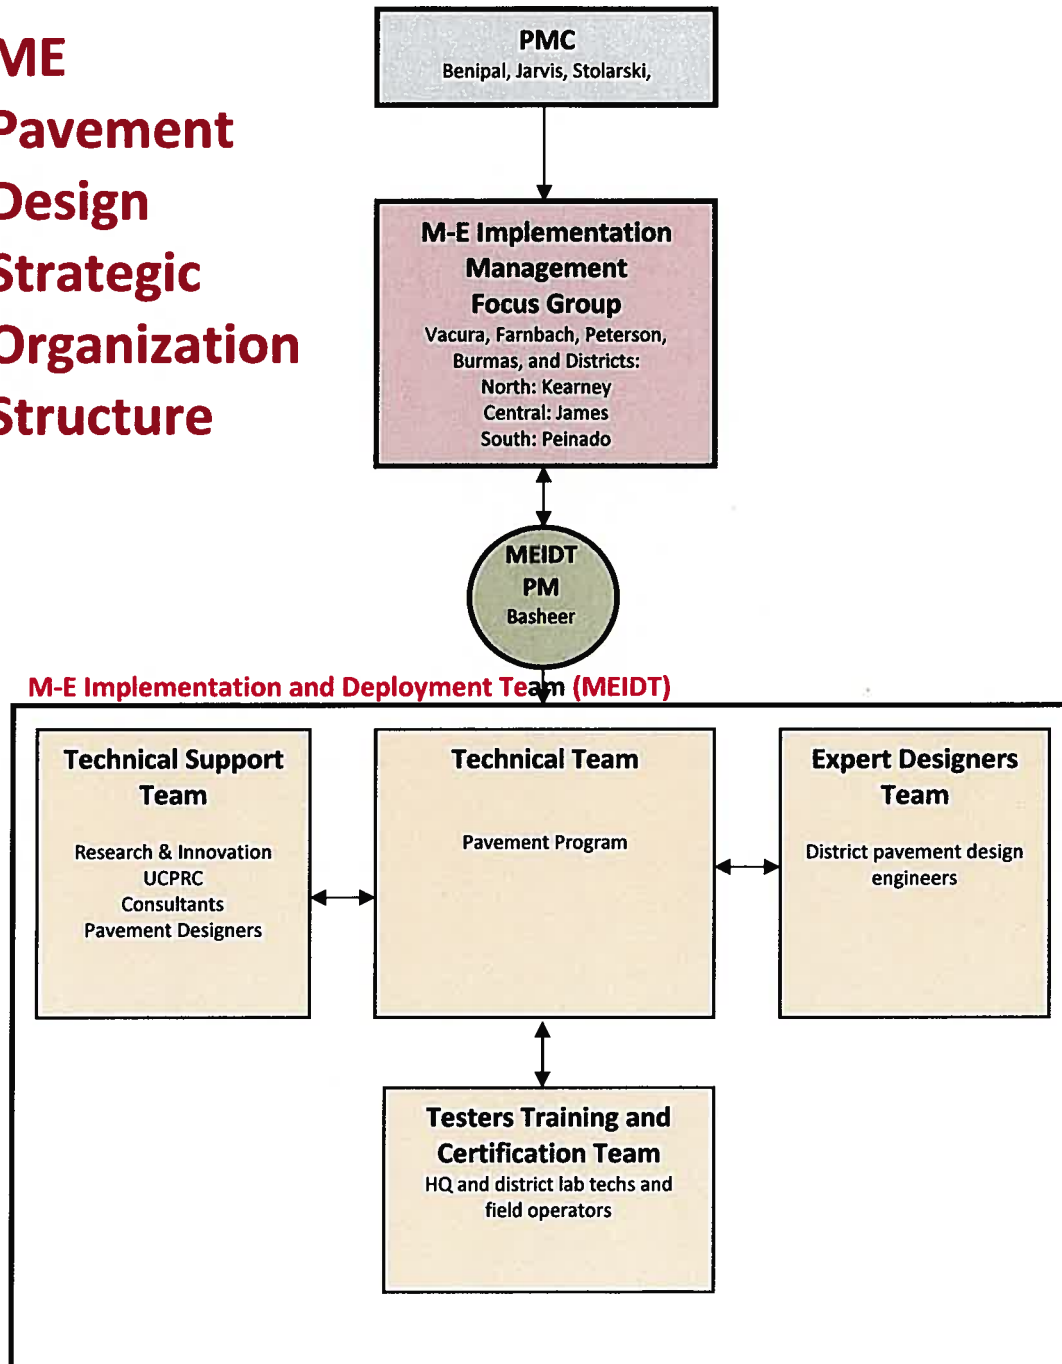 ME
Pavement
Design
Strategic
Organization
Structure
PMC
Benipal, Jarvis, Stolarski,
M-E Implementation
Management
Focus Group
Vacura, Farnbach, Peterson,
Burmas, and Districts:
North: Kearney
Central: James
South: Peinado
MEIDT
PM
Basheer
M-E Implementation and Deployment Team (MEIDT)
Technical Support
Team
Research & Innovation
UCPRC
Consultants
Pavement Designers
Technical Team
Pavement Program
Expert Designers
Team
District pavement design
engineers
Testers Training and
Certification Team
HQ and district lab techs and
field operators